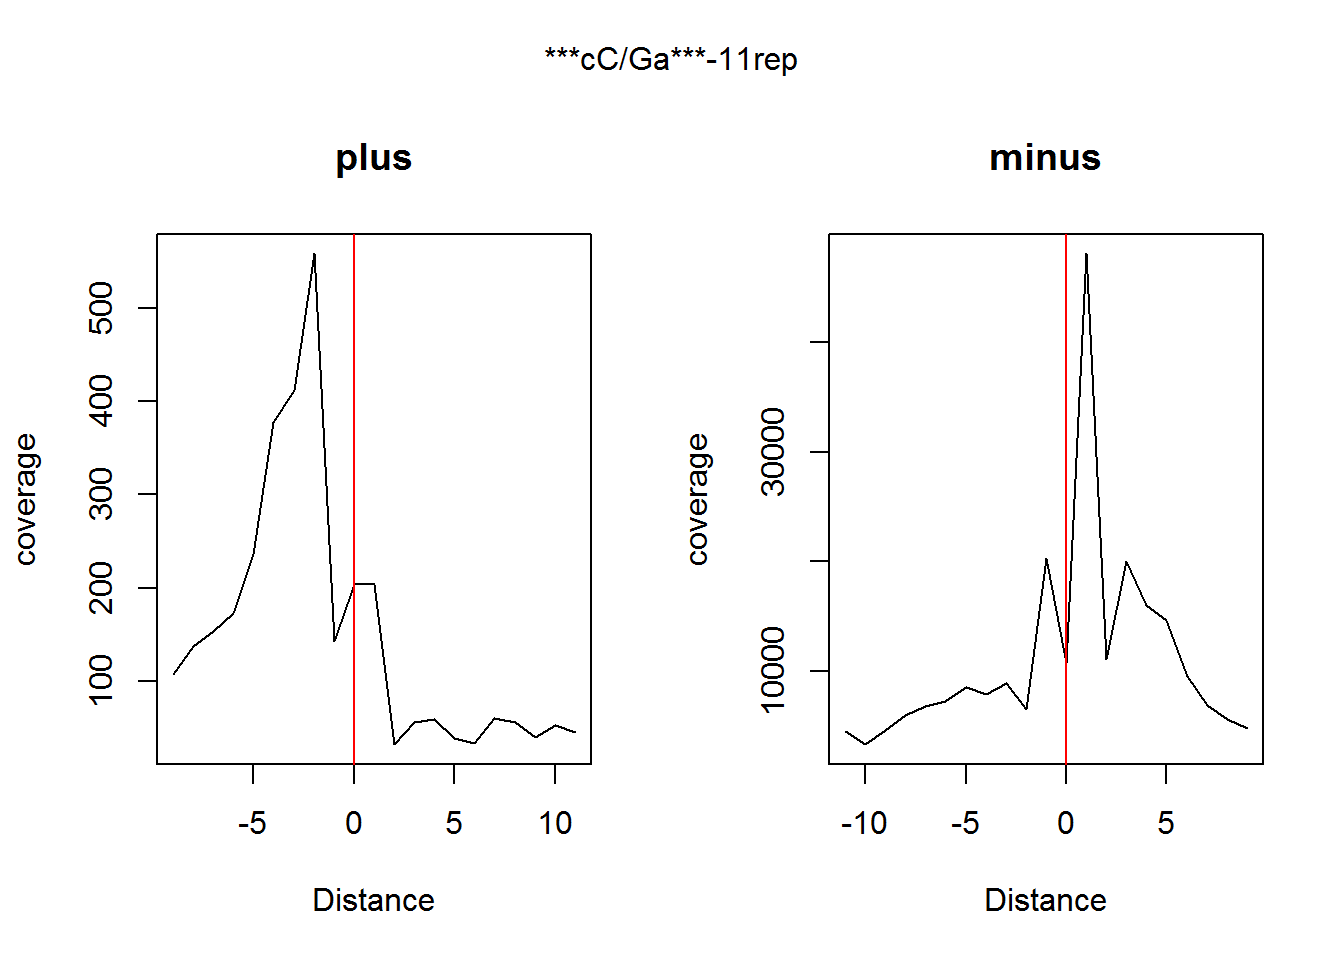 ***cC/Ga***-11rep
plus
coverage
500
400
300
200
100
-5 0 5 10
Distance
minus
coverage
30000
10000
-10 -5 0 5
Distance